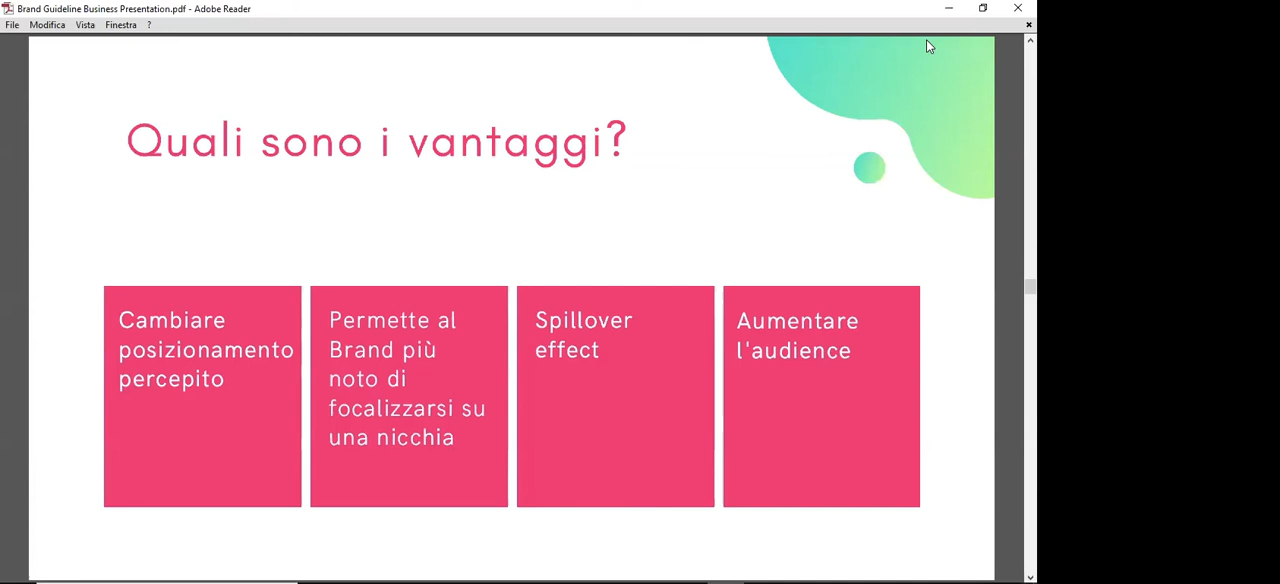 Brand Guideline Business Presentation.pdf - Adobe Reader
File Modifica Vista Finestra ?
Quali sono i vantaggi?
Cambiare
posizionamento
percepito
Permette al
Brand più
noto di
focalizzarsi su
una nicchia
Spillover
effect
Aumentare
l'audience